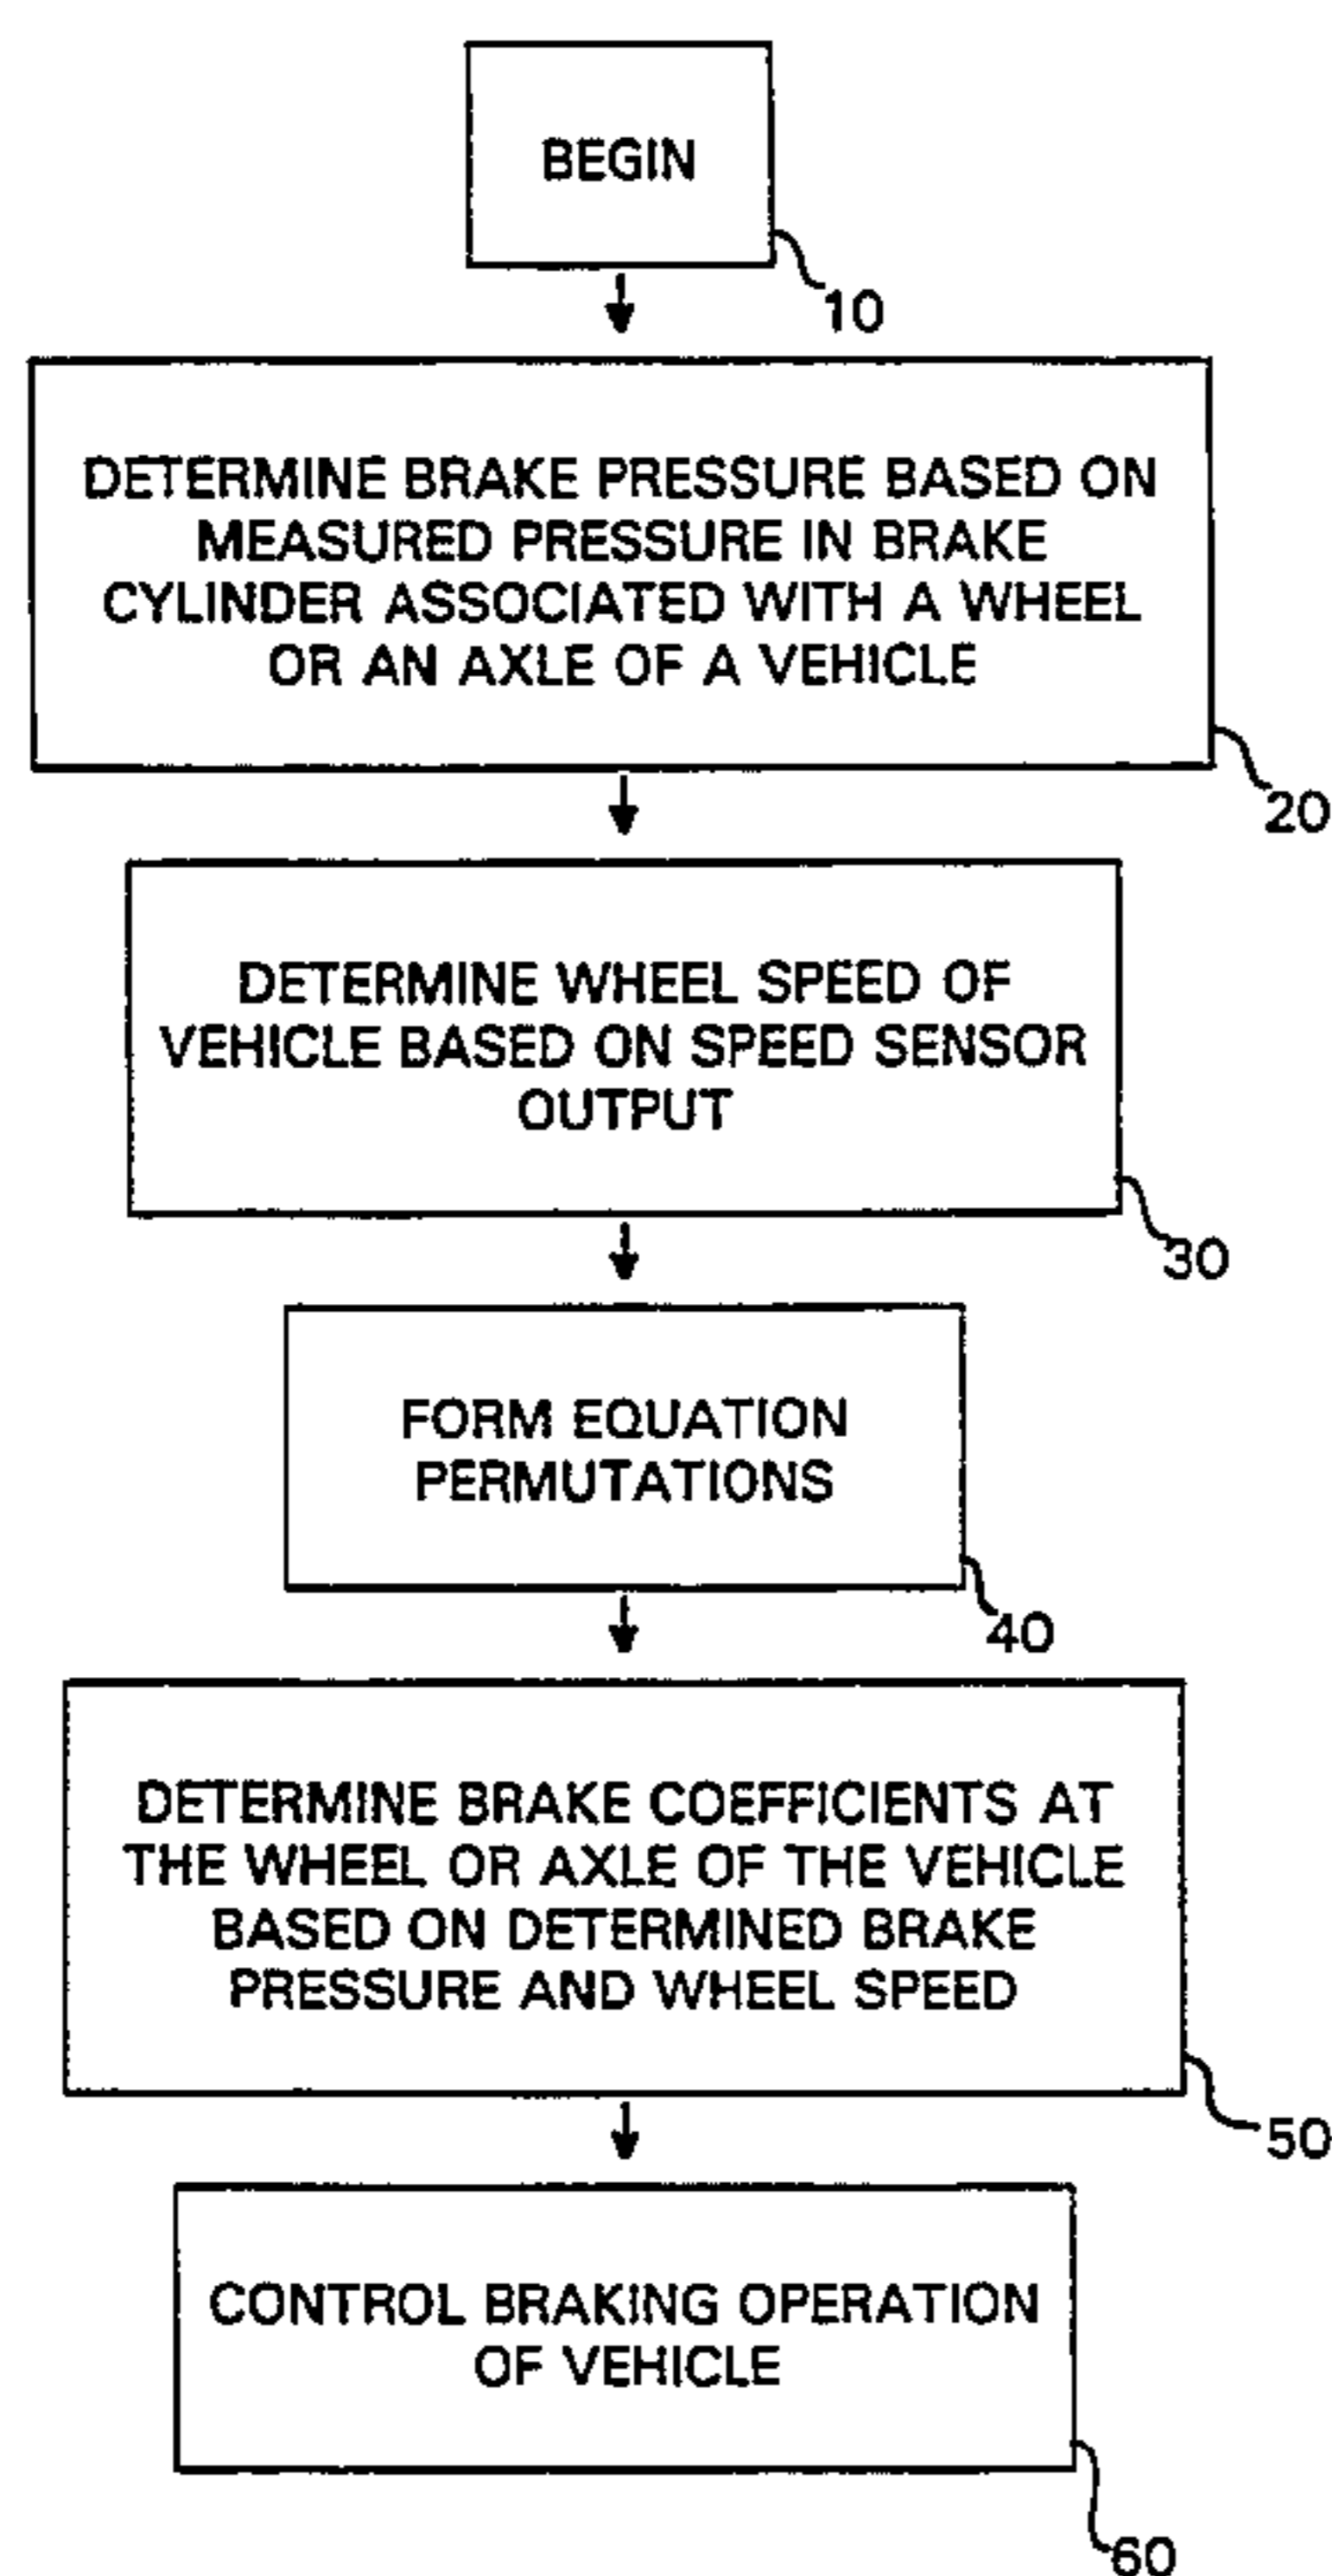 BEGIN
10
DETERMINE BRAKE PRESSURE BASED ON
MEASURED PRESSURE IN BRAKE
CYLINDER ASSOCIATED WITH A WHEEL
OR AN AXLE OF A VEHICLE
20
DETERMINE WHEEL SPEED OF
VEHICLE BASED ON SPEED SENSOR
OUTPUT
30
FORM EQUATION
PERMUTATIONS
40
DETERMINE BRAKE COEFFICIENTS AT
THE WHEEL OR AXLE OF THE VEHICLE
BASED ON DETERMINED BRAKE
PRESSURE AND WHEEL SPEED
50
CONTROL BRAKING OPERATION
OF VEHICLE
60